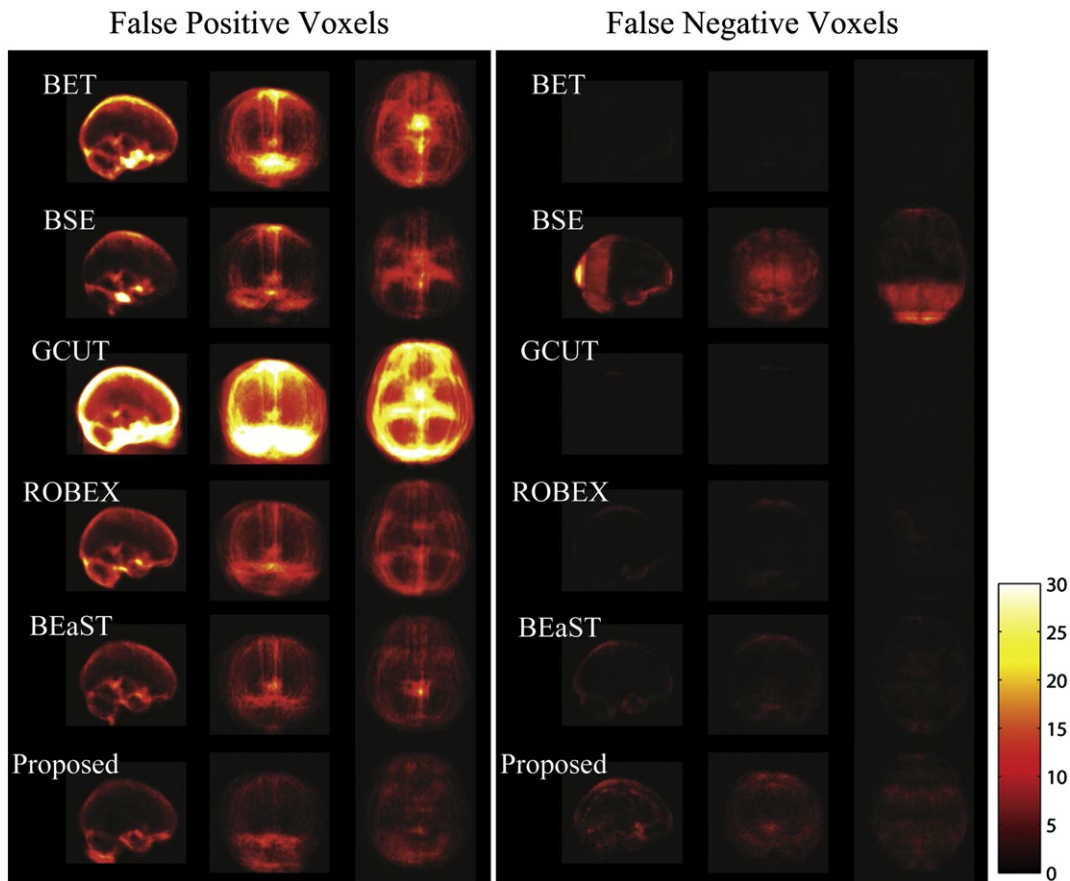 False Positive Voxels
False Negative Voxels
BET
BET
BSE
BSE
GCUT
GCUT
ROBEX
ROBEX
BEaST
BEaST
Proposed
Proposed
30
25
20
15
10
5
0